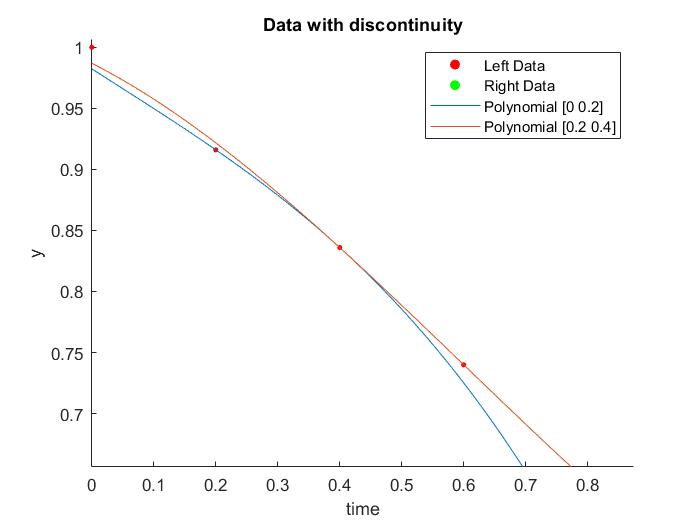 Data with discontinuity
1
0.95
0.9
0.85
0.8
0.75
0.7
y
Left Data
Right Data
Polynomial [0 0.2]
Polynomial [0.2 0.4]
0 0.1 0.2 0.3 0.4 0.5 0.6 0.7 0.8
time